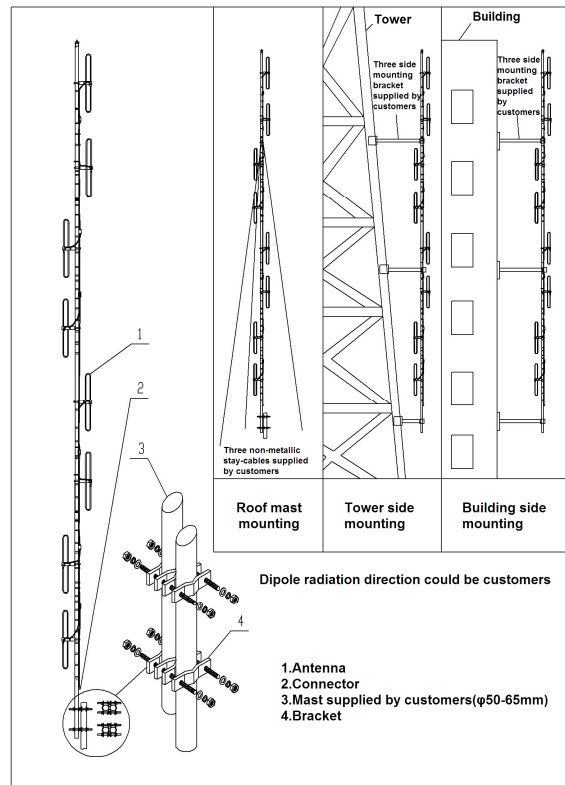 Tower
Building
Three side
mounting
bracket
supplied by
customers
Three side
mounting
bracket
supplied
by
customers
1
2
3
Three non-metallic
stay-cables supplied
by customers
Roof mast
mounting
Tower side
mounting
Building side
mounting
Dipole radiation direction could be customers
4
1.Antenna
2.Connector
3.Mast supplied by customers(φ50-65mm)
4.Bracket